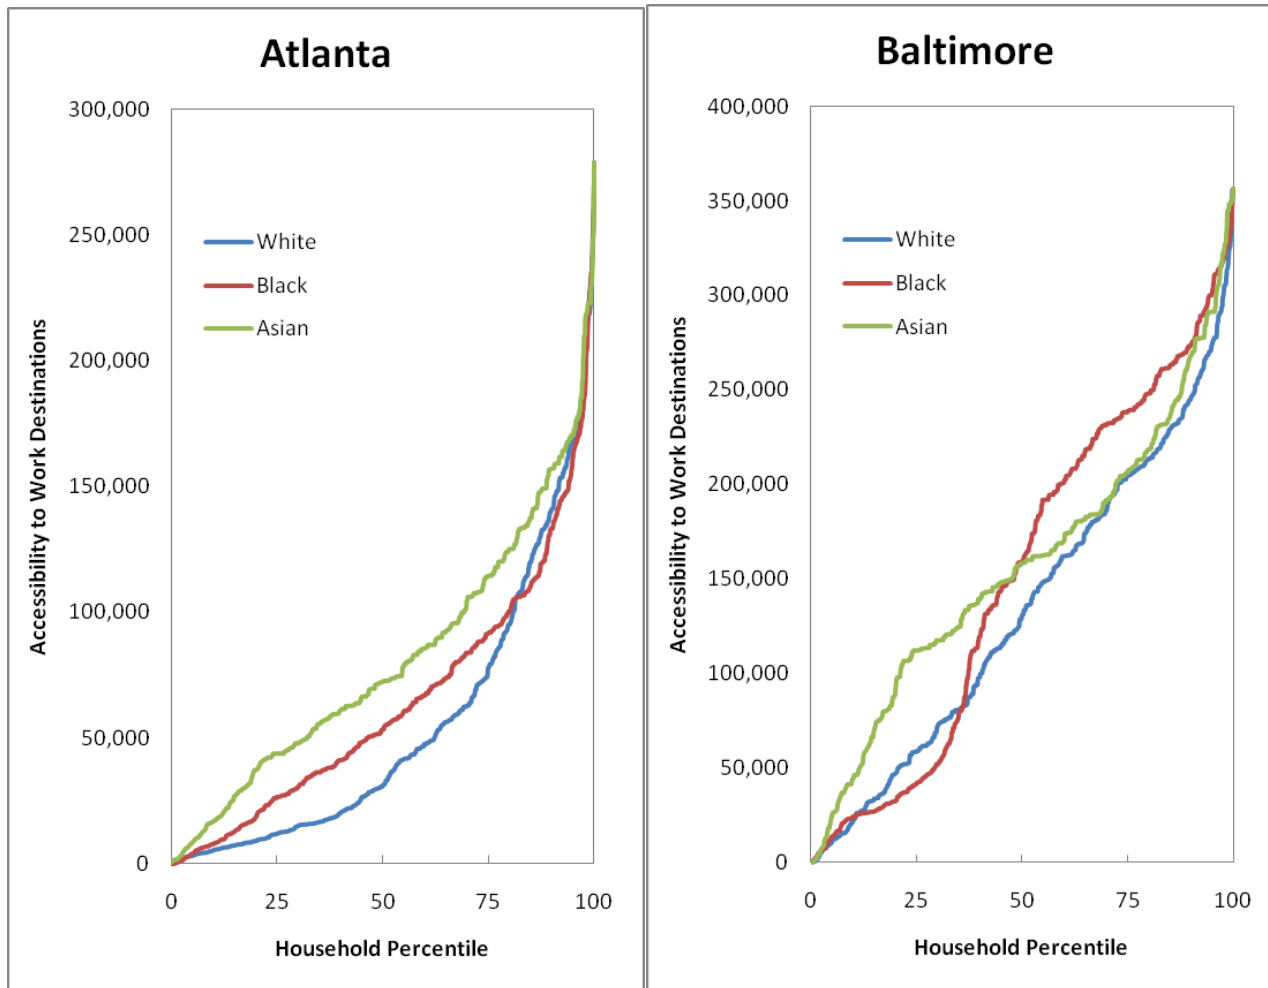 Atlanta
300,000
250,000
200,000
150,000
100,000
50,000
0
0 25 50 75 100
Accessibility to Work Destinations
Household Percentile
White
Black
Asian
Baltimore
400,000
350,000
300,000
250,000
200,000
150,000
100,000
50,000
0
0 25 50 75 100
Accessibility to Work Destinations
Household Percentile
White
Black
Asian